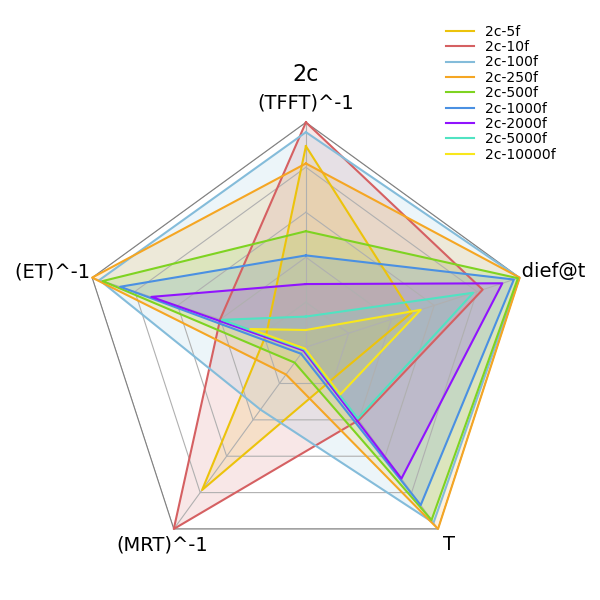 2c-5f
2c-10f
2c-100f
2c-250f
2c-500f
2c-1000f
2c-2000f
2c-5000f
2c-10000f
2c
(TFFT)^-1
(ET)^-1
dief@t
(MRT)^-1
T